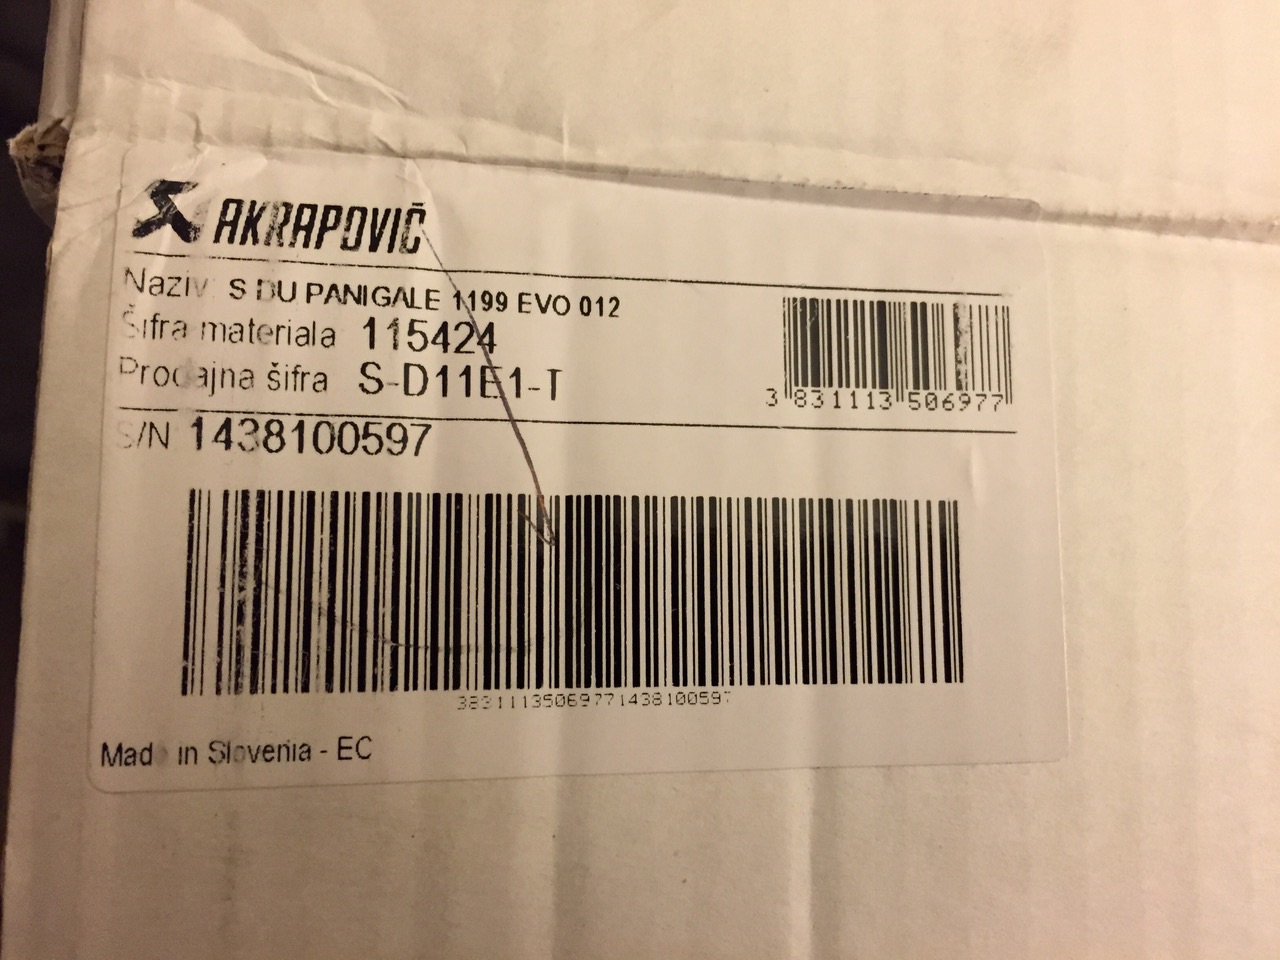 AKRAPOVIČ
Naziv S DU PANIGALE 1199 EVO 012
Šifra materiala 115424
Prodajna šifra S-D11E1-T
3 831113 506977
S/N 1438100597
38311135069771438100597
Made in Slovenia - EC